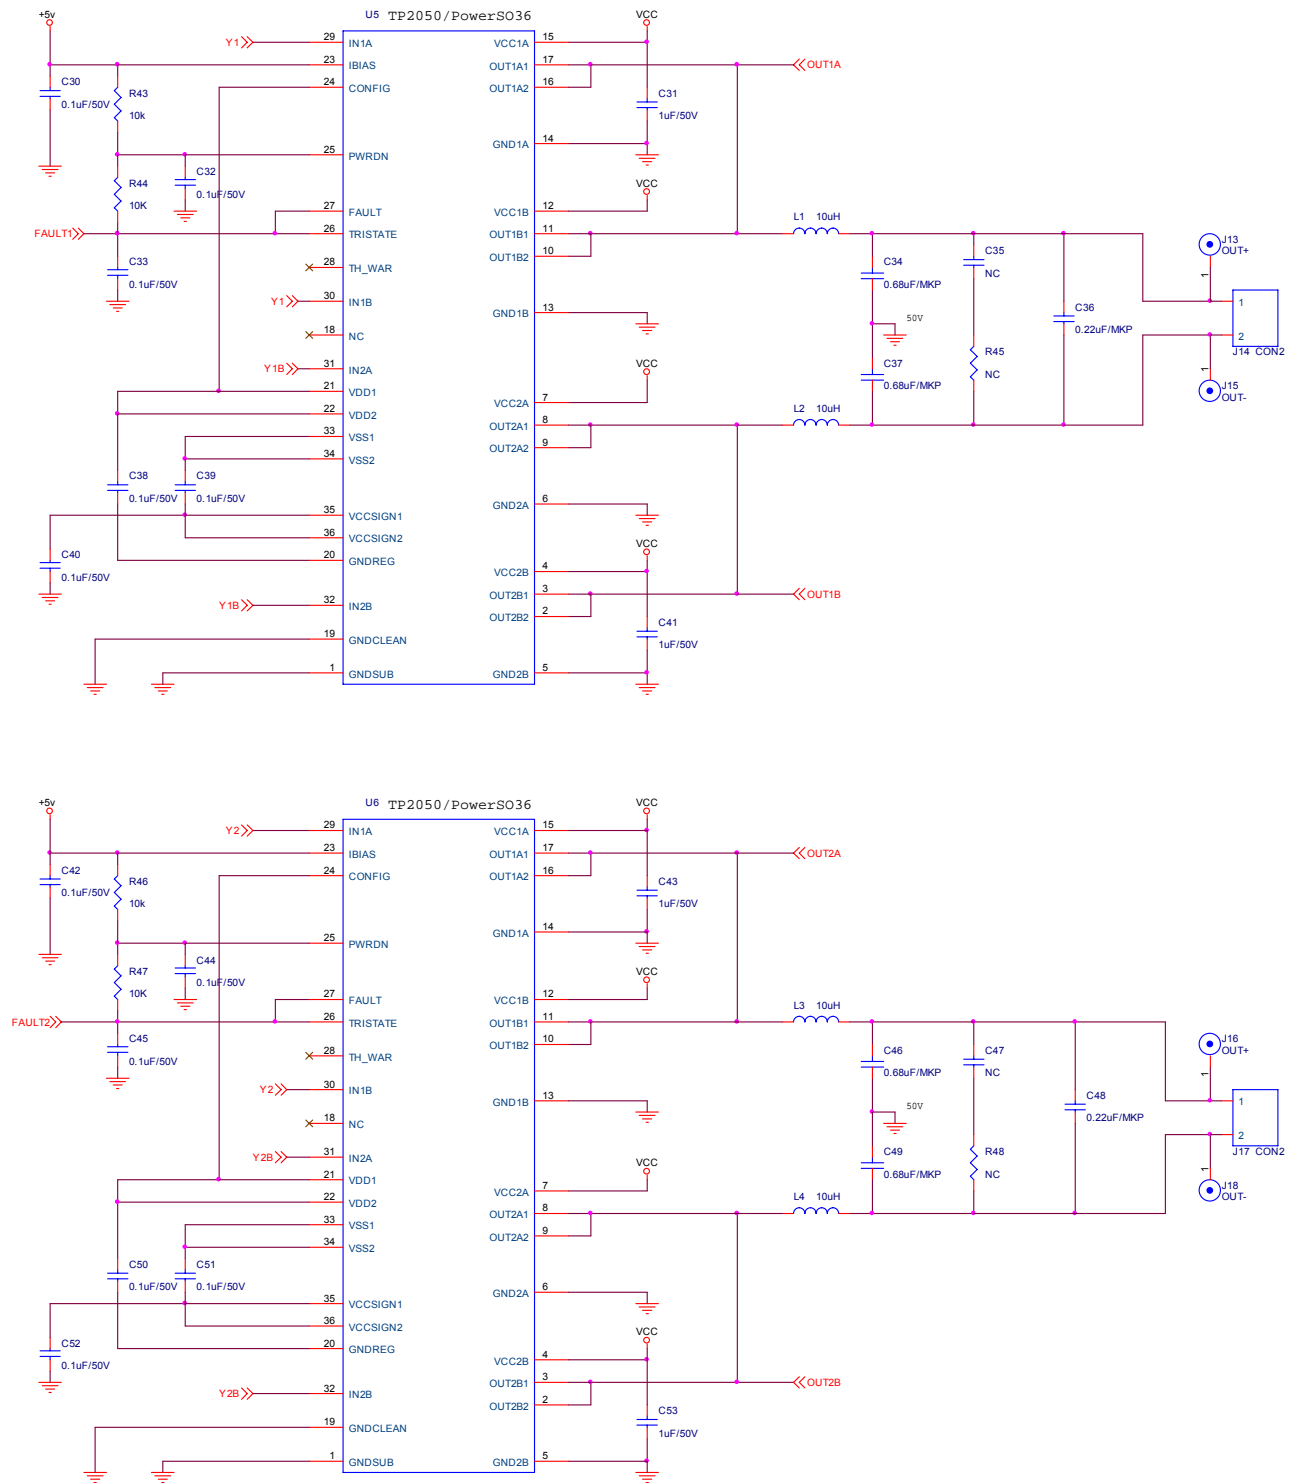 +5v
U5 TP2050/PowerSO36
VCC
Y1
29 IN1A
VCC1A 15
23 IBIAS
OUT1A1 17
OUT1A
24 CONFIG
OUT1A2 16
C30
0.1uF/50V
R43
10k
C31
1uF/50V
GND1A 14
25 PWRDN
C32
0.1uF/50V
R44
10K
VCC
27 FAULT
VCC1B 12
FAULT1
26 TRISTATE
OUT1B1 11
L1 10uH
28 TH_WAR
OUT1B2 10
C33
0.1uF/50V
J13
OUT+
1
C34
0.68uF/MKP
C35
NC
Y1
30 IN1B
GND1B 13
50V
C36
0.22uF/MKP
1
2
J14 CON2
18 NC
R45
NC
C37
0.68uF/MKP
VCC
Y1B
31 IN2A
1
J15
OUT-
21 VDD1
VCC2A 7
22 VDD2
OUT2A1 8
L2 10uH
33 VSS1
OUT2A2 9
34 VSS2
C38
0.1uF/50V
C39
0.1uF/50V
GND2A 6
35 VCCSIGN1
36 VCCSIGN2
VCC
C40
0.1uF/50V
20 GNDREG
VCC2B 4
OUT2B1 3
OUT1B
Y1B
32 IN2B
OUT2B2 2
C41
1uF/50V
19 GNDCLEAN
1 GNDSUB
GND2B 5
+5v
U6 TP2050/PowerSO36
VCC
Y2
29 IN1A
VCC1A 15
23 IBIAS
OUT1A1 17
OUT2A
24 CONFIG
OUT1A2 16
C42
0.1uF/50V
R46
10k
C43
1uF/50V
GND1A 14
25 PWRDN
C44
0.1uF/50V
R47
10K
VCC
27 FAULT
VCC1B 12
FAULT2
26 TRISTATE
OUT1B1 11
L3 10uH
28 TH_WAR
OUT1B2 10
C45
0.1uF/50V
J16
OUT+
1
C46
0.68uF/MKP
C47
NC
Y2
30 IN1B
GND1B 13
50V
C48
0.22uF/MKP
1
2
J17 CON2
18 NC
R48
NC
C49
0.68uF/MKP
VCC
Y2B
31 IN2A
1
J18
OUT-
21 VDD1
VCC2A 7
22 VDD2
OUT2A1 8
L4 10uH
33 VSS1
OUT2A2 9
34 VSS2
C50
0.1uF/50V
C51
0.1uF/50V
GND2A 6
35 VCCSIGN1
36 VCCSIGN2
VCC
C52
0.1uF/50V
20 GNDREG
VCC2B 4
OUT2B1 3
OUT2B
Y2B
32 IN2B
OUT2B2 2
C53
1uF/50V
19 GNDCLEAN
1 GNDSUB
GND2B 5